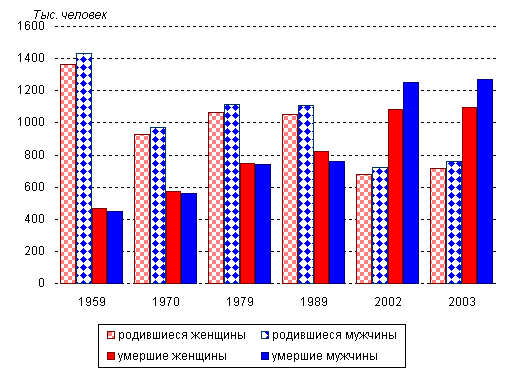 Тыс. человек
1600
1400
1200
1000
800
600
400
200
0
1959 1970 1979 1989 2002 2003
родившиеся женщины родившиеся мужчины
умершие женщины умершие мужчины